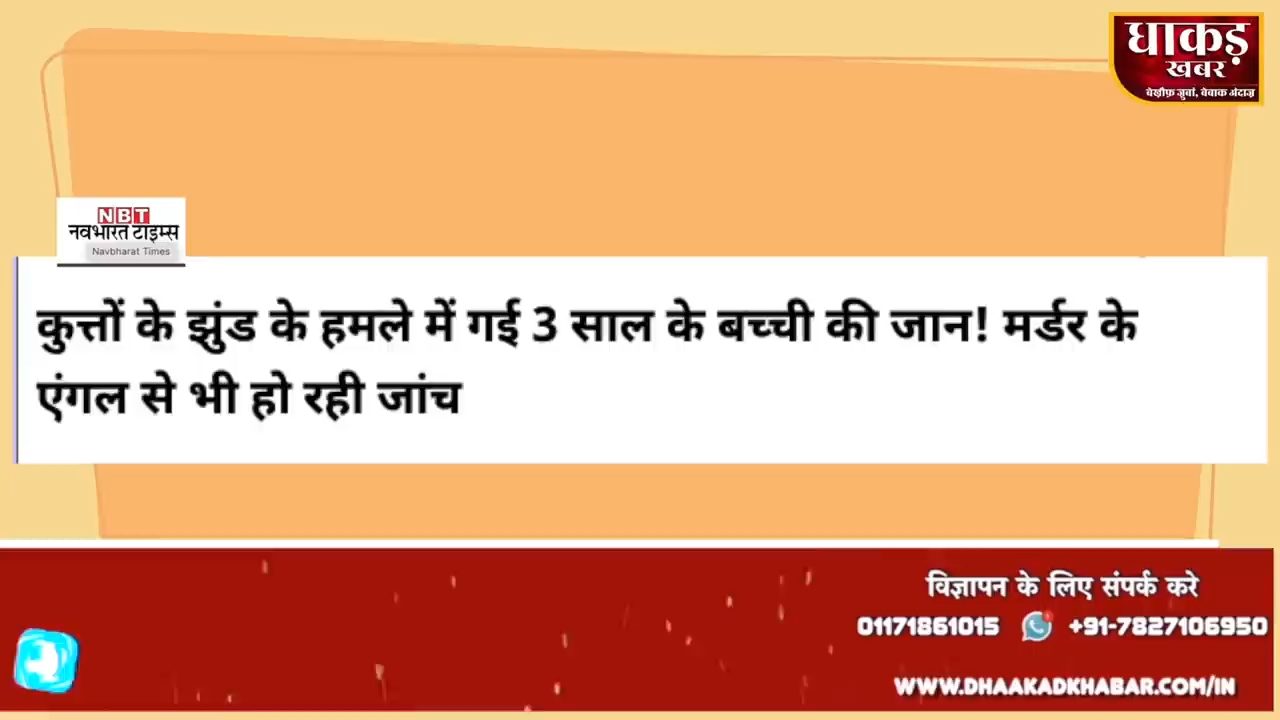 धाकड़
खबर
बेख़ौफ़ जुबां, बेबाक अंदाज़
NBT
नवभारत टाइम्स
Navbharat Times
कुत्तों के झुंड के हमले में गई 3 साल के बच्ची की जान! मर्डर के
एंगल से भी हो रही जांच
विज्ञापन के लिए संपर्क करे
01171861015 +91-7827106950
WWW.DHAAKADKHABAR.COM/IN